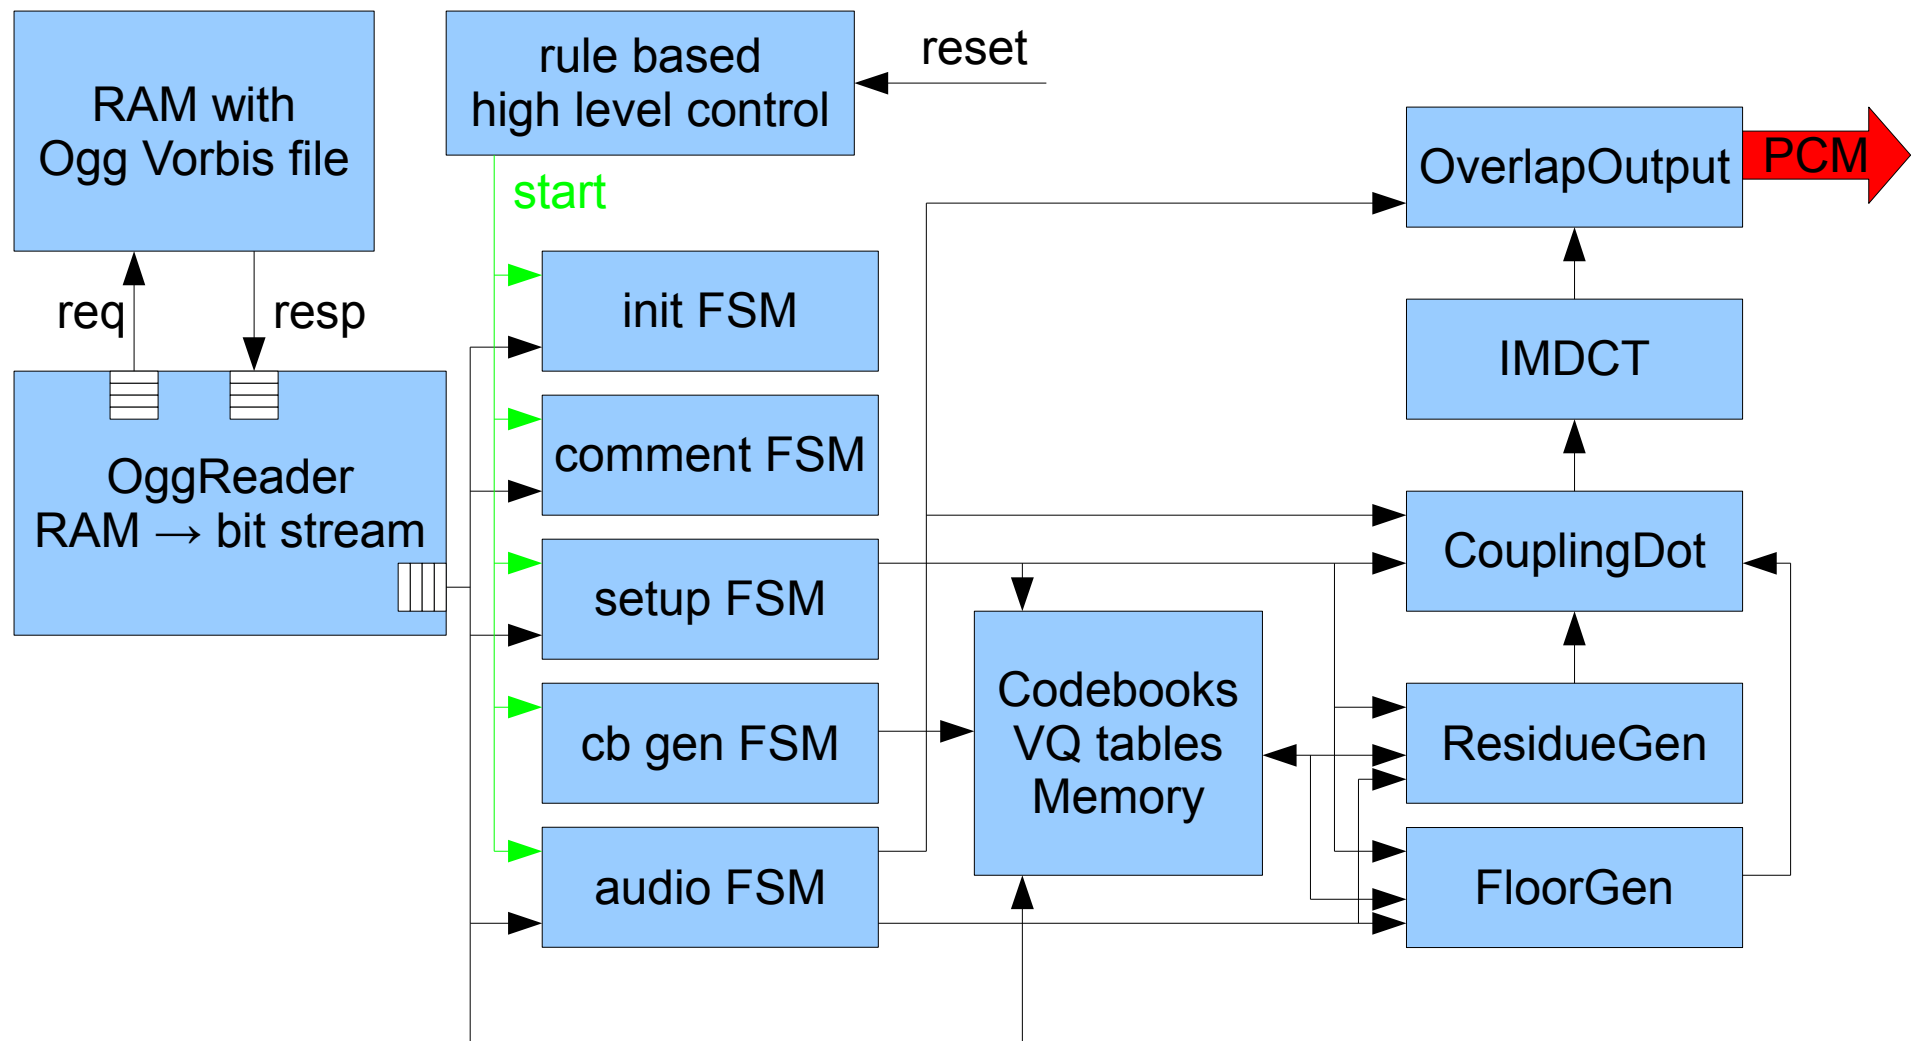 RAM with
Ogg Vorbis file
rule based
high level control
reset
start
req
resp
OggReader
RAM → bit stream
init FSM
comment FSM
setup FSM
cb gen FSM
audio FSM
Codebooks
VQ tables
Memory
OverlapOutput
PCM
IMDCT
CouplingDot
ResidueGen
FloorGen